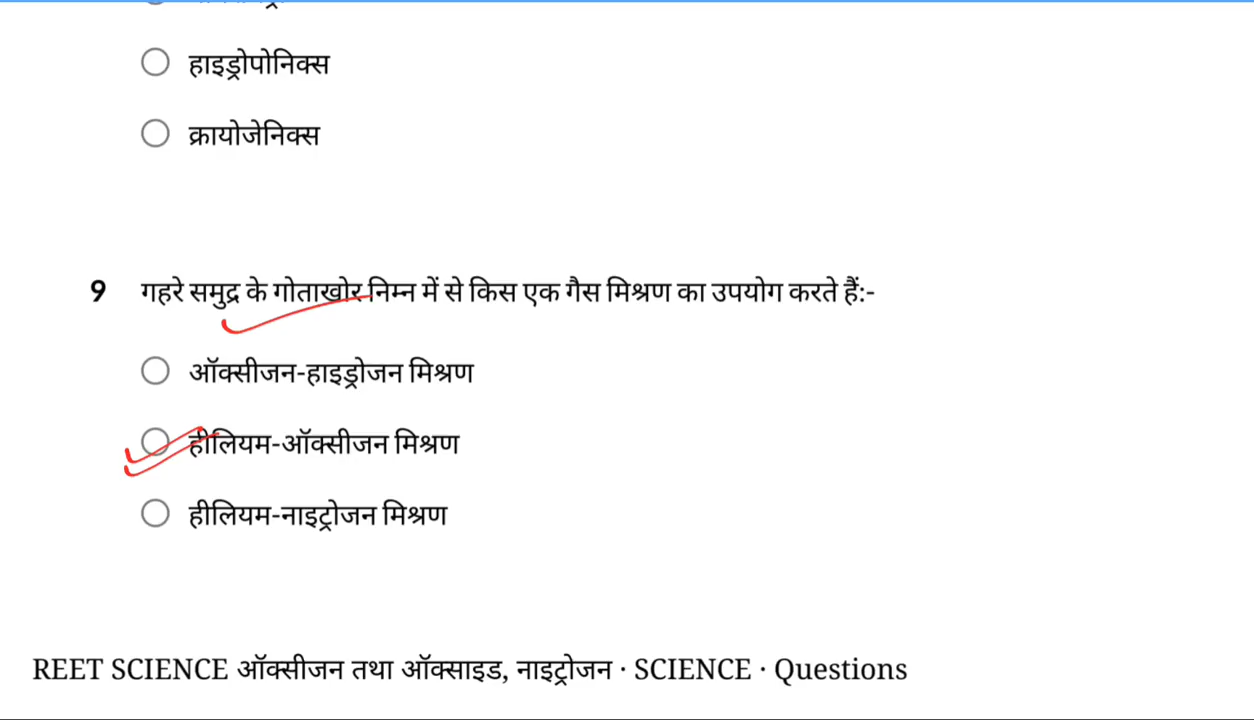 हाइड्रोपोनिक्स
क्रायोजेनिक्स
9 गहरे समुद्र के गोताखोर निम्न में से किस एक गैस मिश्रण का उपयोग करते हैं:-
ऑक्सीजन-हाइड्रोजन मिश्रण
हीलियम-ऑक्सीजन मिश्रण
हीलियम-नाइट्रोजन मिश्रण
REET SCIENCE ऑक्सीजन तथा ऑक्साइड, नाइट्रोजन · SCIENCE · Questions